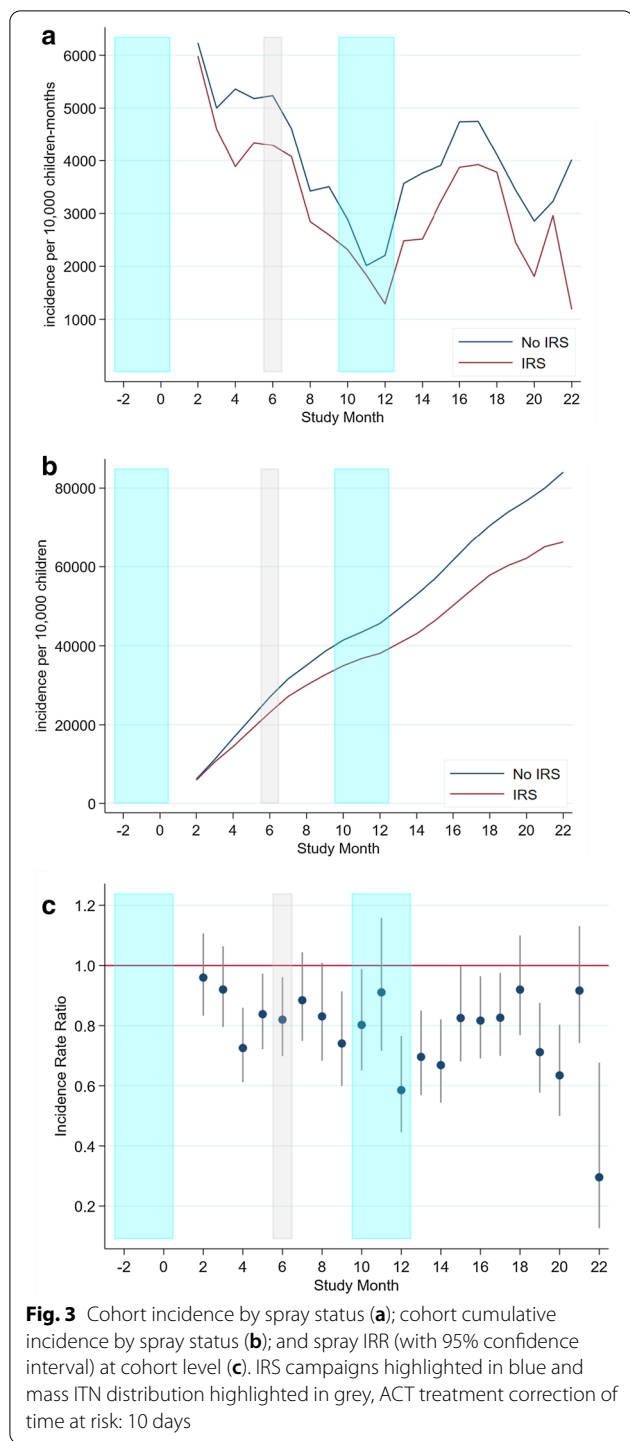 a
6000
5000
4000
3000
2000
1000
incidence per 10,000 children-months
No IRS
IRS
-2 0 2 4 6 8 10 12 14 16 18 20 22
Study Month
b
80000
60000
40000
20000
0
incidence per 10,000 children
No IRS
IRS
-2 0 2 4 6 8 10 12 14 16 18 20 22
Study Month
c
1.2
1.0
0.8
0.6
0.4
0.2
Incidence Rate Ratio
-2 0 2 4 6 8 10 12 14 16 18 20 22
Study Month
Fig. 3 Cohort incidence by spray status (a); cohort cumulative
incidence by spray status (b); and spray IRR (with 95% confidence
interval) at cohort level (c). IRS campaigns highlighted in blue and
mass ITN distribution highlighted in grey, ACT treatment correction of
time at risk: 10 days